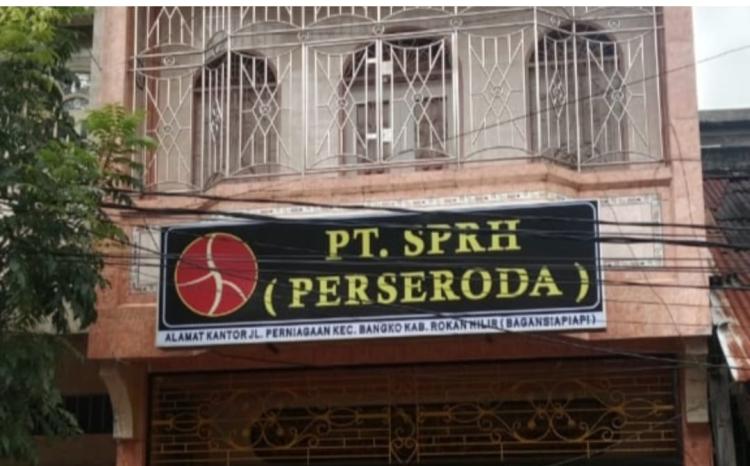 PT. SPRH
( PERSERODA )
ALAMAT KANTOR JL. PERNIAGAAN KEC. BANGKO KAB. ROKAN HILIR ( BAGANSIAPIAPI )